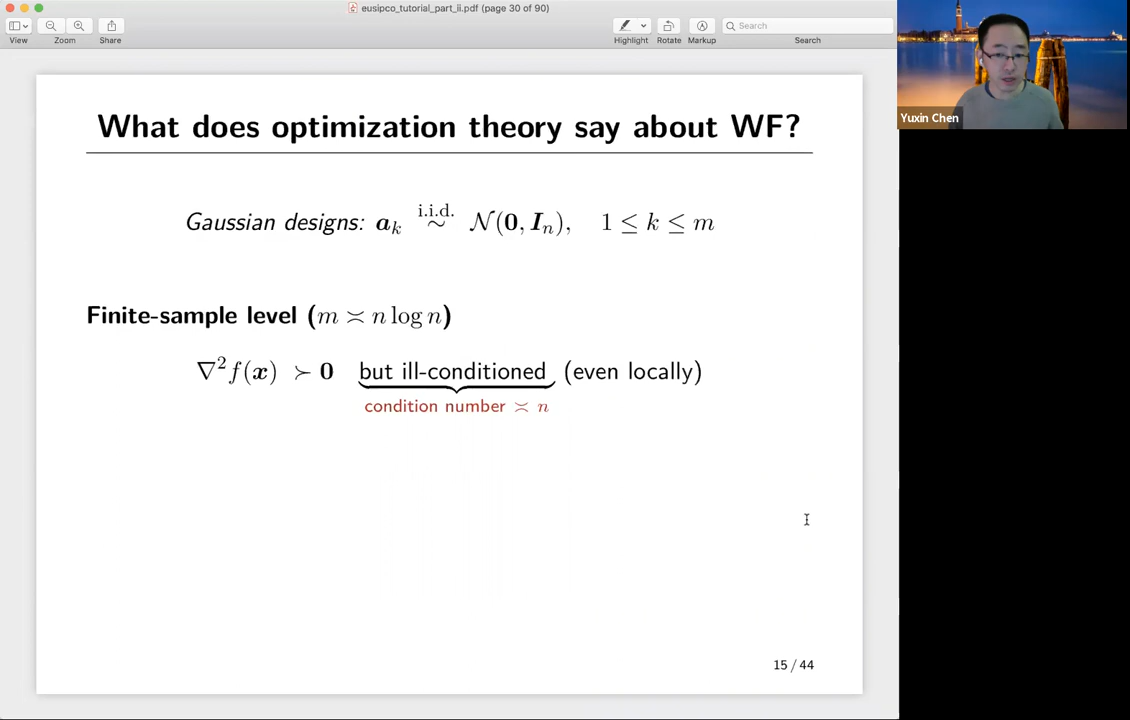 eusipco_tutorial_part_ii.pdf (page 30 of 90)
View
Zoom
Share
Highlight
Rotate
Markup
Search
Search
Yuxin Chen
What does optimization theory say about WF?
Gaussian designs: a_k i.i.d. ∼ N(0, I_n), 1 ≤ k ≤ m
Finite-sample level (m ≍ n log n)
∇²f(x) ≻ 0 but ill-conditioned (even locally)
condition number ≍ n
15 / 44